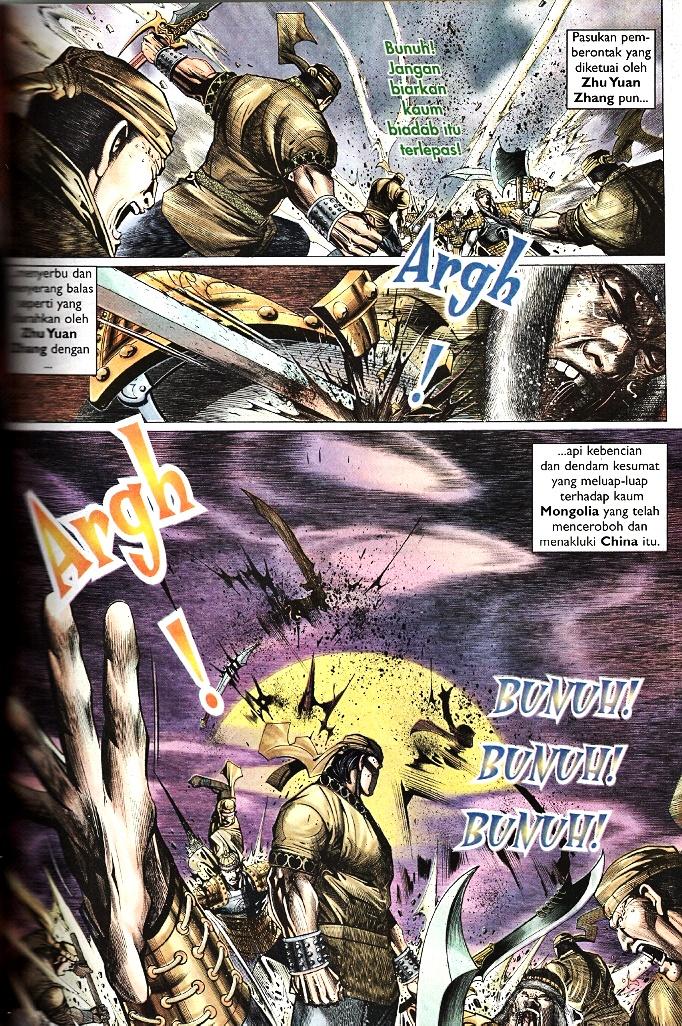 Bunuh!
Jangan
biarkan
kaum
biadab itu
terlepas!
Pasukan pem-
berontak yang
diketuai oleh
Zhu Yuan
Zhang pun...
Argh
!
menyerbu dan
menyerang balas
seperti yang
oleh
Zhu Yuan
Zhang dengan
...
Argh
!
...api kebencian
dan dendam kesumat
yang meluap-luap
terhadap kaum
Mongolia yang telah
menceroboh dan
menakluki China itu.
BUNUH!
BUNUH!
BUNUH!